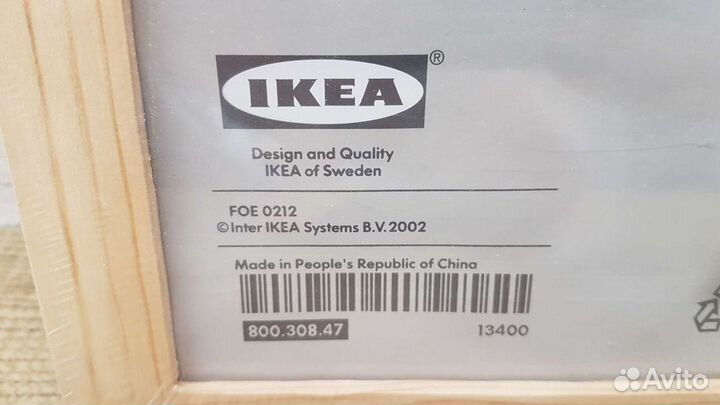 IKEA®
Design and Quality
IKEA of Sweden
FOE 0212
©Inter IKEA Systems B.V. 2002
Made in People's Republic of China
800.308.47
13400
Avito